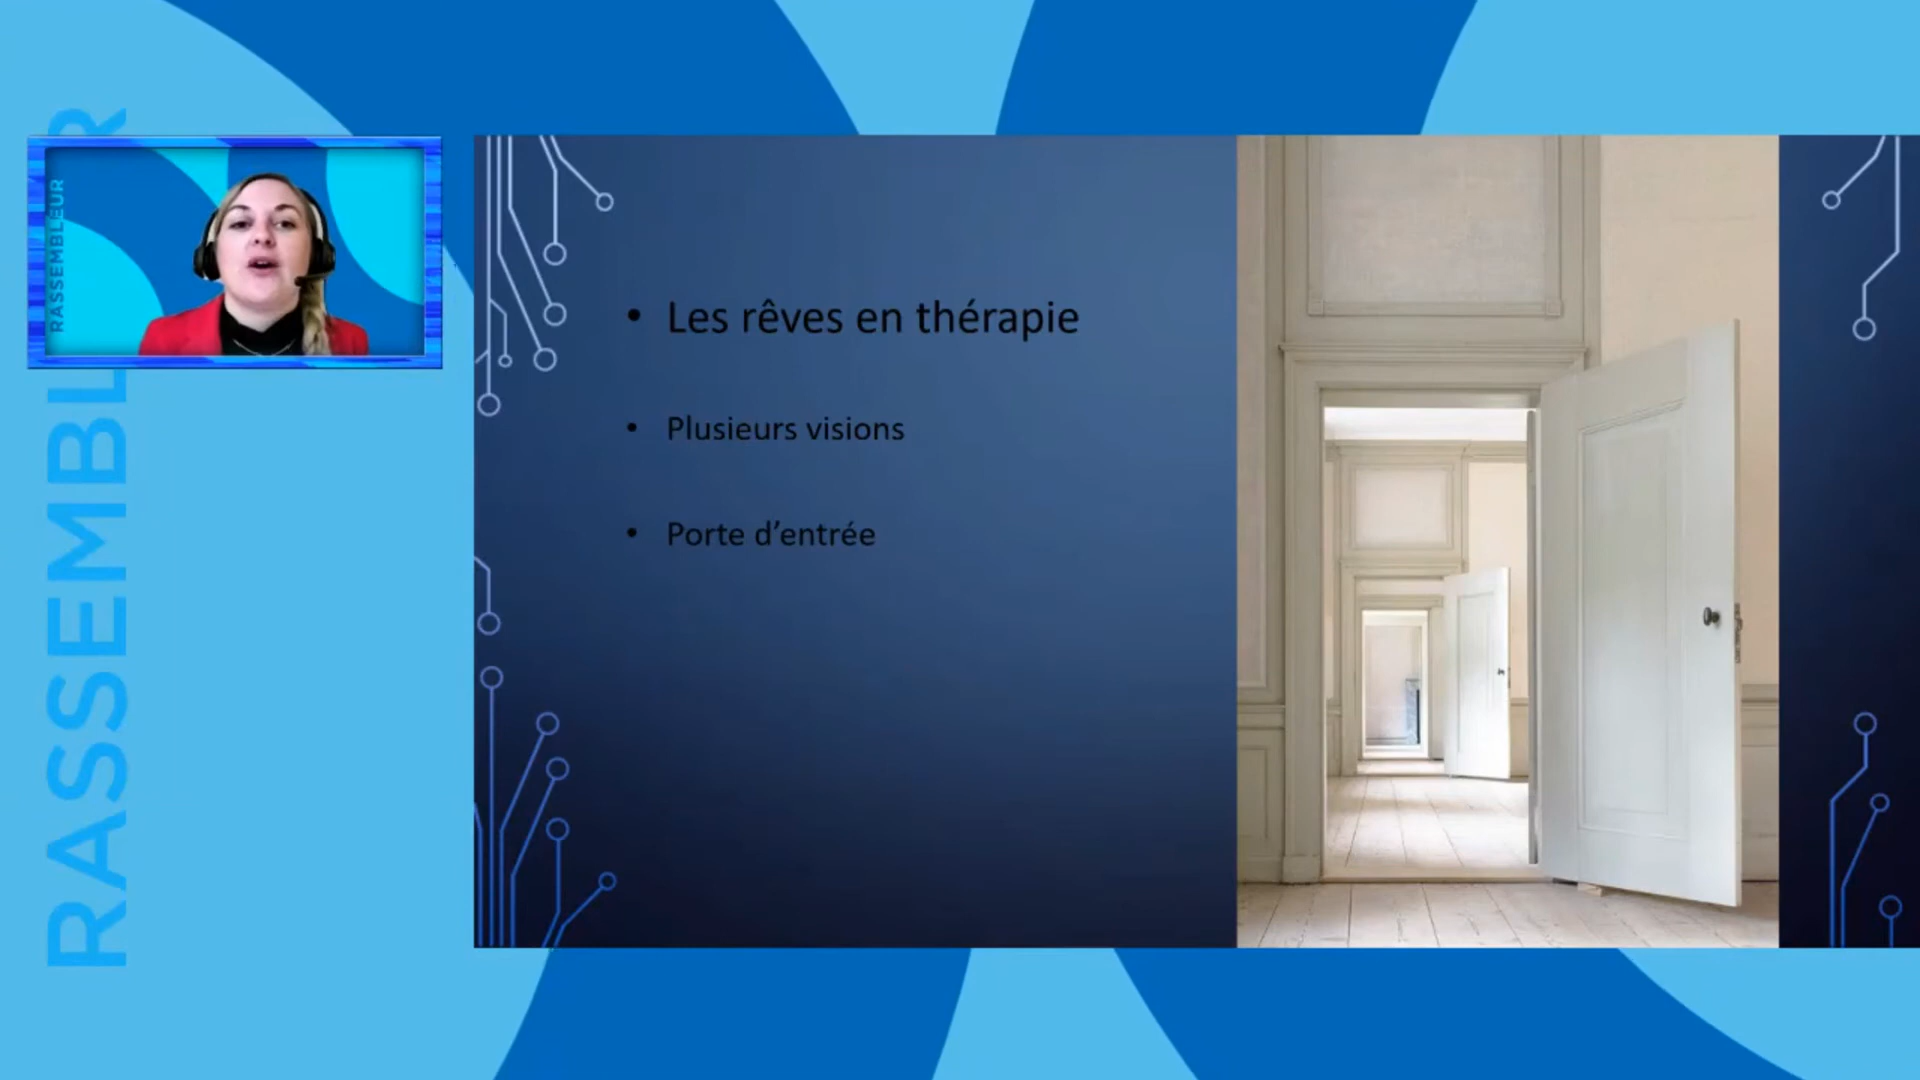 RASSEMBLEUR
• Les rêves en thérapie
• Plusieurs visions
• Porte d’entrée
RASSEMBL R